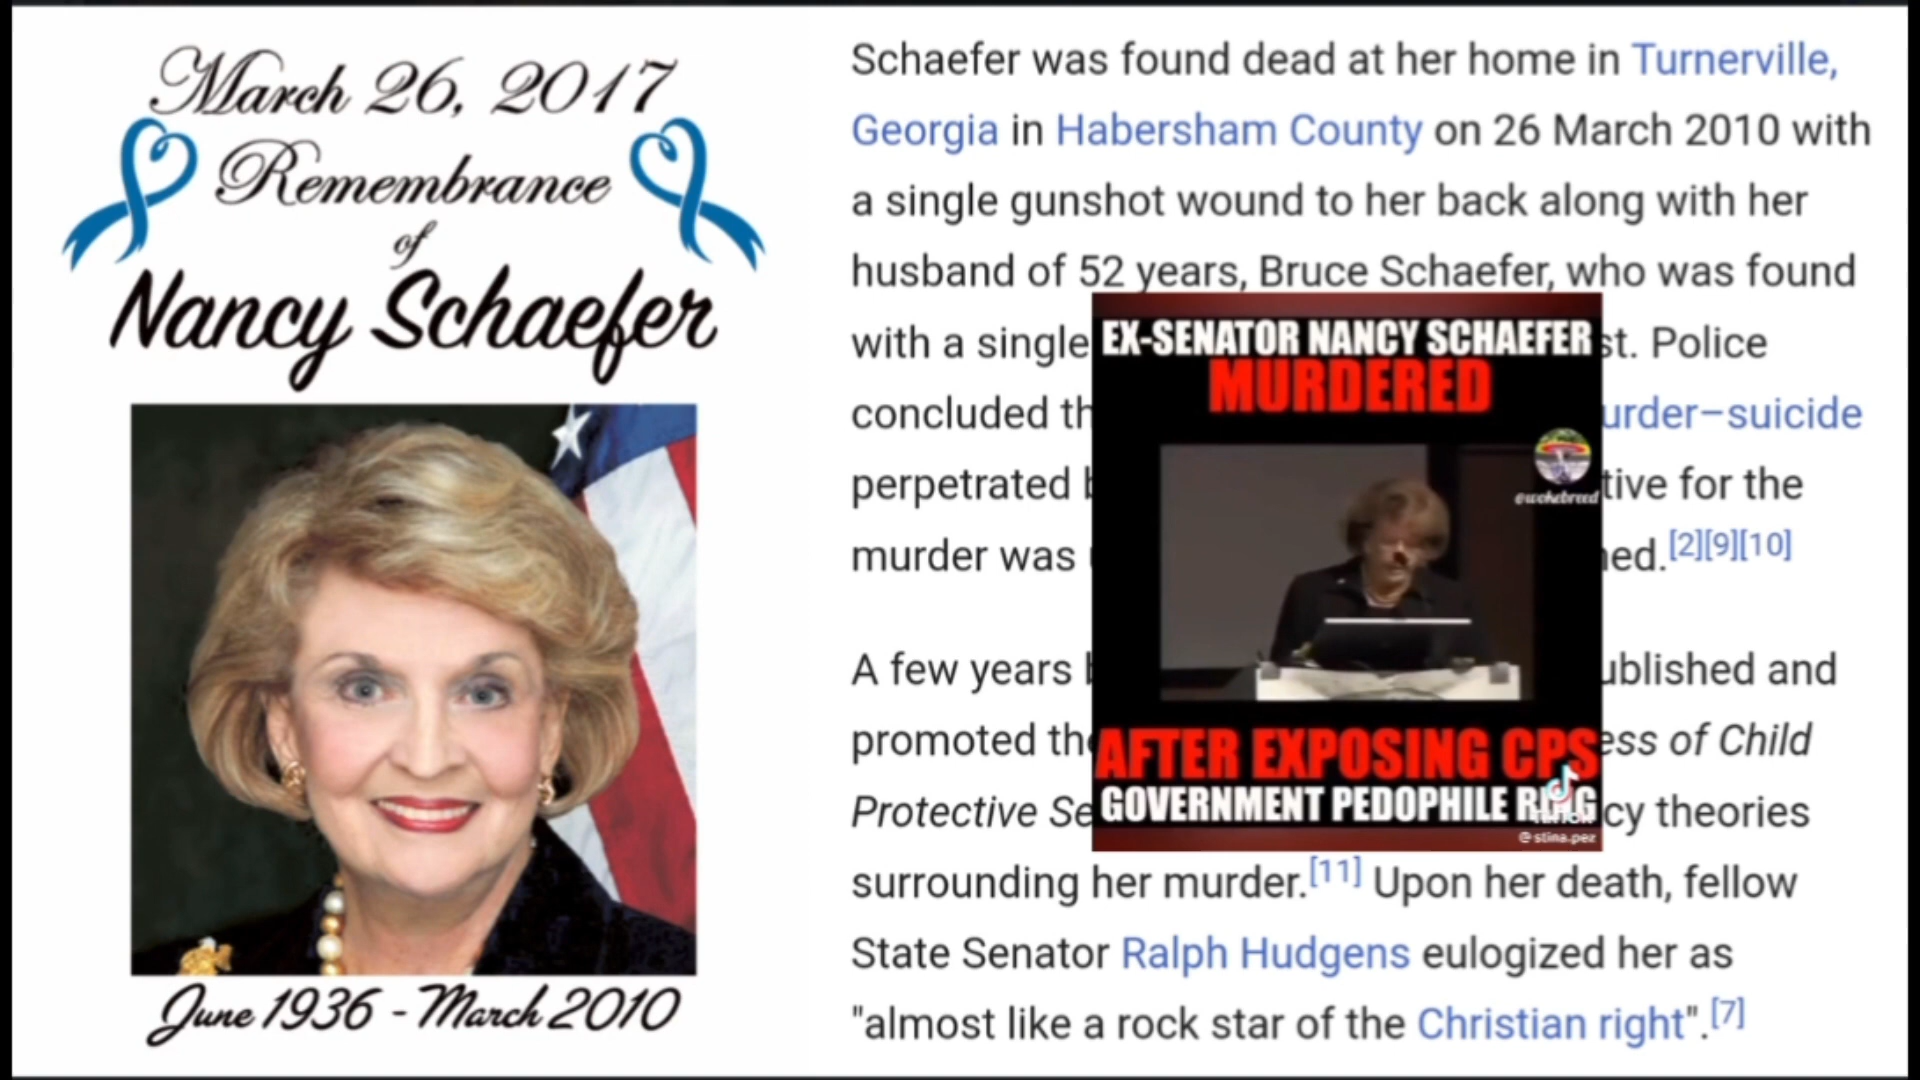 March 26, 2017
Remembrance
of
Nancy Schaefer
June 1936 - March 2010
Schaefer was found dead at her home in Turnerville,
Georgia in Habersham County on 26 March 2010 with
a single gunshot wound to her back along with her
husband of 52 years, Bruce Schaefer, who was found
with a single st. Police
concluded th urder–suicide
perpetrated b tive for the
murder was ned.[2][9][10]
A few years b ublished and
promoted the ess of Child
Protective Se cy theories
surrounding her murder.[11] Upon her death, fellow
State Senator Ralph Hudgens eulogized her as
"almost like a rock star of the Christian right".[7]
EX-SENATOR NANCY SCHAEFER
MURDERED
@wokebreed
AFTER EXPOSING CPS
GOVERNMENT PEDOPHILE RING
@stina.pez